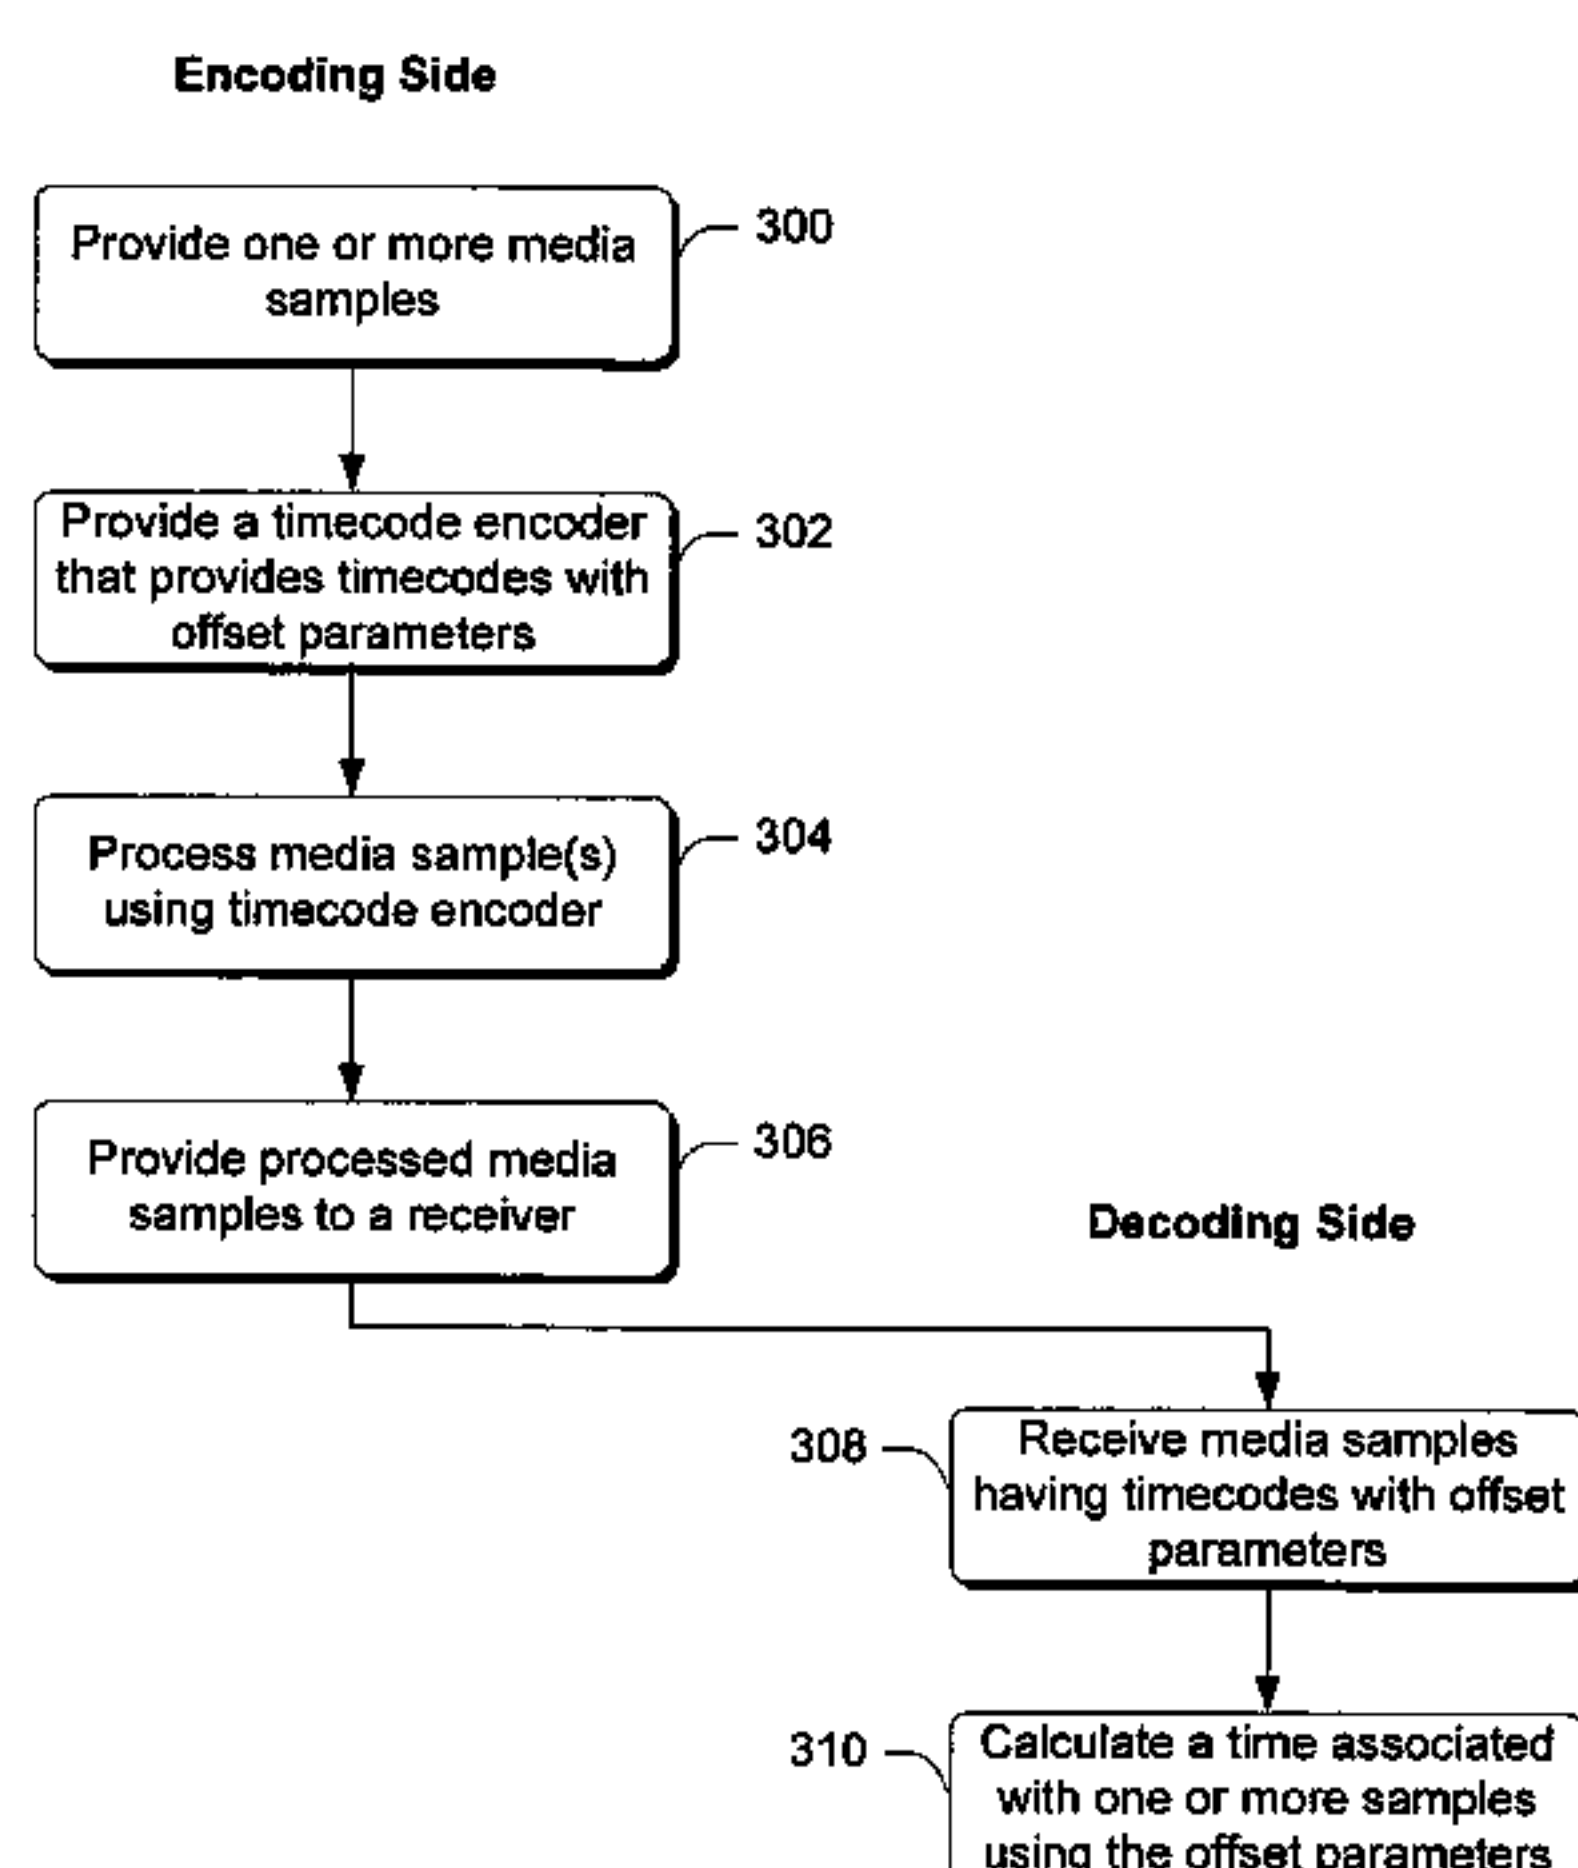 Encoding Side
Provide one or more media
samples
300
Provide a timecode encoder
that provides timecodes with
offset parameters
302
Process media sample(s)
using timecode encoder
304
Provide processed media
samples to a receiver
306
Decoding Side
308
Receive media samples
having timecodes with offset
parameters
310
Calculate a time associated
with one or more samples
using the offset parameters